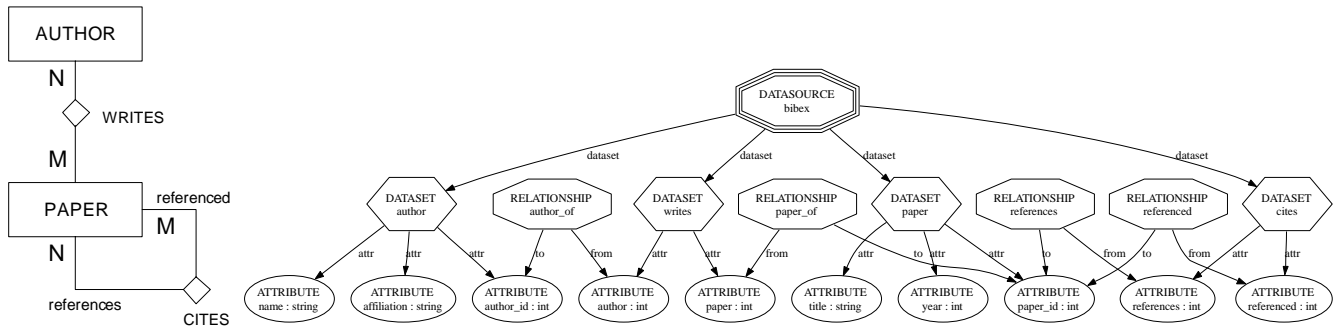 AUTHOR
N
WRITES
M
PAPER
referenced
M
N
references
CITES
DATASOURCE
bibex
dataset
dataset
dataset
dataset
DATASET
author
RELATIONSHIP
author_of
DATASET
writes
RELATIONSHIP
paper_of
DATASET
paper
RELATIONSHIP
references
RELATIONSHIP
referenced
DATASET
cites
attr
attr
attr
to
from
attr
attr
from
attr
attr
to
attr
to
from
to
from
attr
attr
ATTRIBUTE
name : string
ATTRIBUTE
affiliation : string
ATTRIBUTE
author_id : int
ATTRIBUTE
author : int
ATTRIBUTE
paper : int
ATTRIBUTE
title : string
ATTRIBUTE
year : int
ATTRIBUTE
paper_id : int
ATTRIBUTE
references : int
ATTRIBUTE
referenced : int